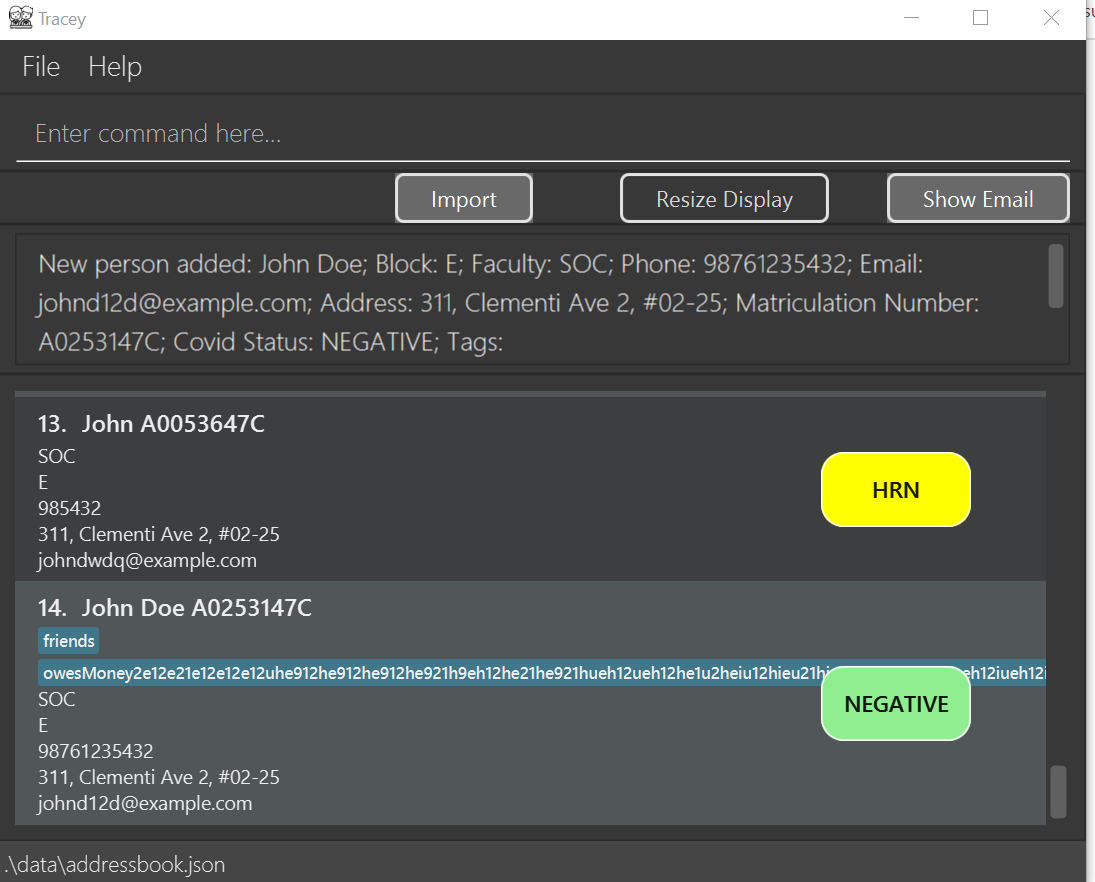 Tracey
File Help
Enter command here...
Import Resize Display Show Email
New person added: John Doe; Block: E; Faculty: SOC; Phone: 98761235432; Email:
johnd12d@example.com; Address: 311, Clementi Ave 2, #02-25; Matriculation Number:
A0253147C; Covid Status: NEGATIVE; Tags:
13. John A0053647C
SOC
E
985432
311, Clementi Ave 2, #02-25
johndwdq@example.com
HRN
14. John Doe A0253147C
friends
owesMoney2e12e21e12e12e12uhe912he912he912he921h9eh12he21he921hueh12ueh12he1u2heiu12hieu21hi
SOC
E
98761235432
311, Clementi Ave 2, #02-25
johnd12d@example.com
NEGATIVE
.\data\addressbook.json